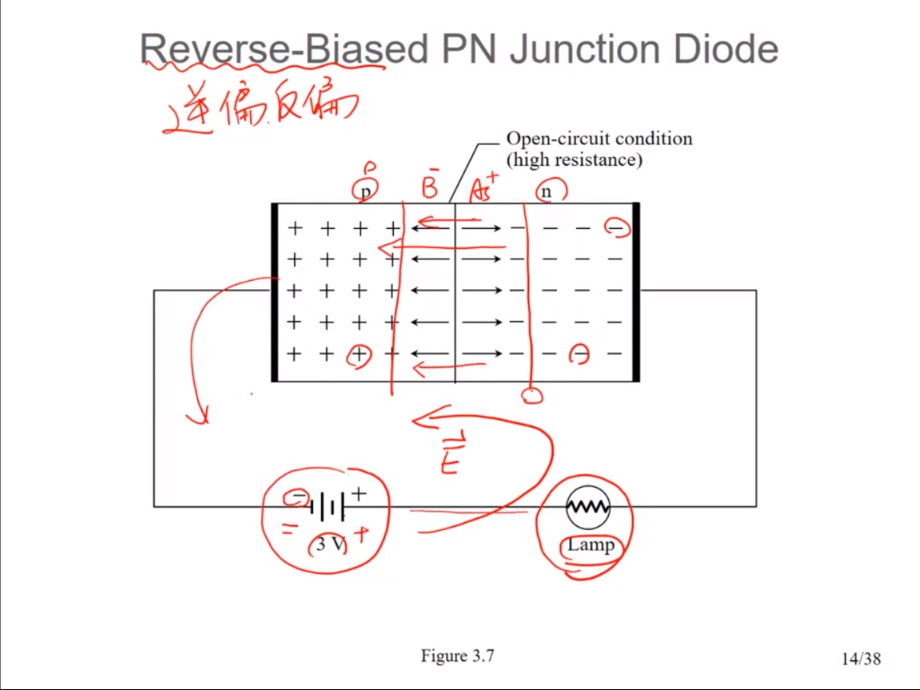 Reverse-Biased PN Junction Diode
逆偏.反偏
Open-circuit condition
(high resistance)
P
p
B⁻
As⁺
n
E
− +
= +
3 V
Lamp
Figure 3.7
14/38